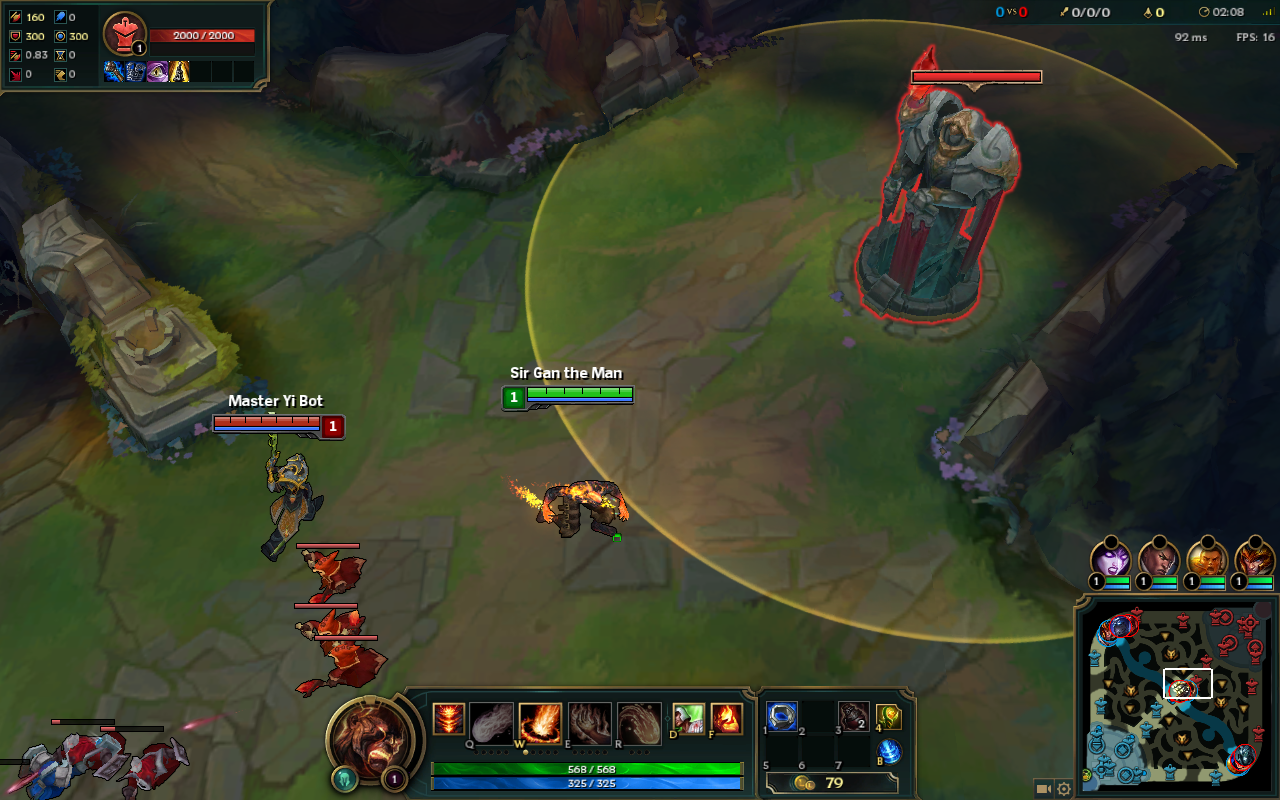 160 0
300 300
0.83 0
0 0
1
2000 / 2000
0 vs 0 0/0/0 0 02:08
92 ms FPS: 16
Sir Gan the Man
1
Master Yi Bot
1
1 1 1 1
Q W E R D F
568 / 568
325 / 325
1
1 2 3 2 4
5 6 7 B
79